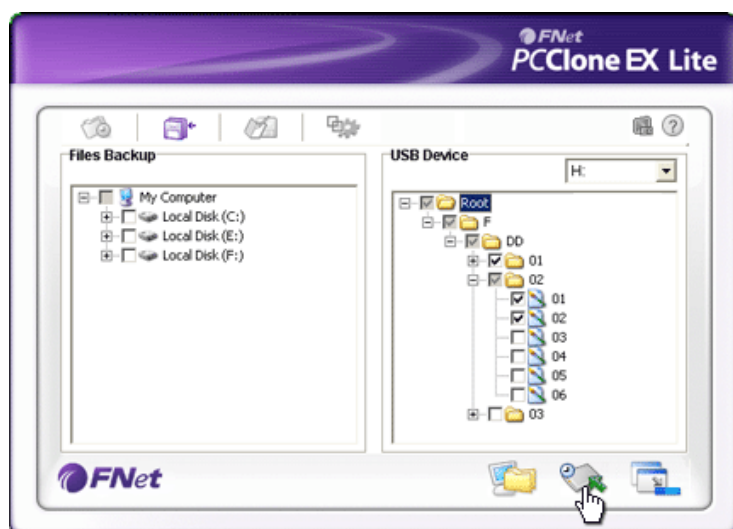 FNet
PCClone EX Lite
Files Backup
My Computer
Local Disk (C:)
Local Disk (E:)
Local Disk (F:)
USB Device
H:
Root
F
DD
01
02
01
02
03
04
05
06
03
FNet